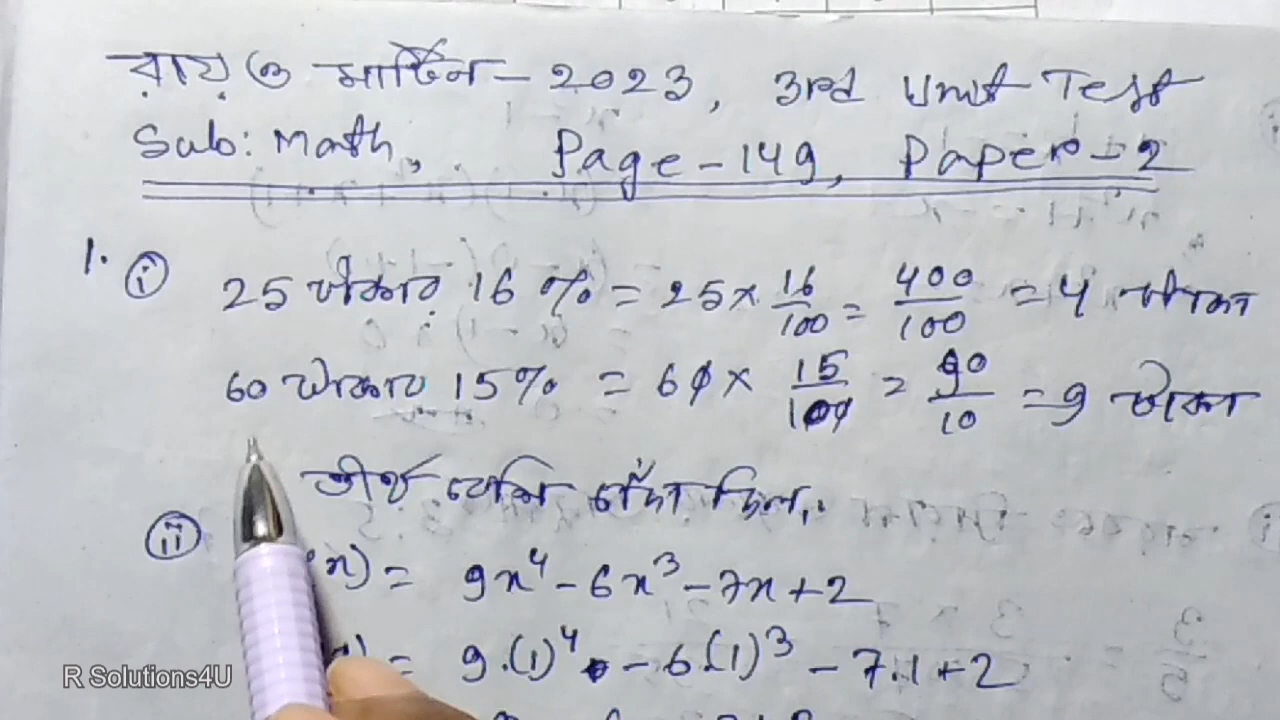 রায় ও মার্টিন - 2023, 3rd Unit Test
Sub: Math, Page - 149, Paper - 2
1. (i) 25 টাকার 16 % = 25 × 16/100 = 400/100 = 4 টাকা
60 টাকার 15% = 60 × 15/100 = 90/10 = 9 টাকা
তীর্থ বেশি চাঁদা দিল।
(ii) x) = 9x⁴ - 6x³ - 7x + 2
) = 9.(1)⁴ - 6.(1)³ - 7.1 + 2
R Solutions4U